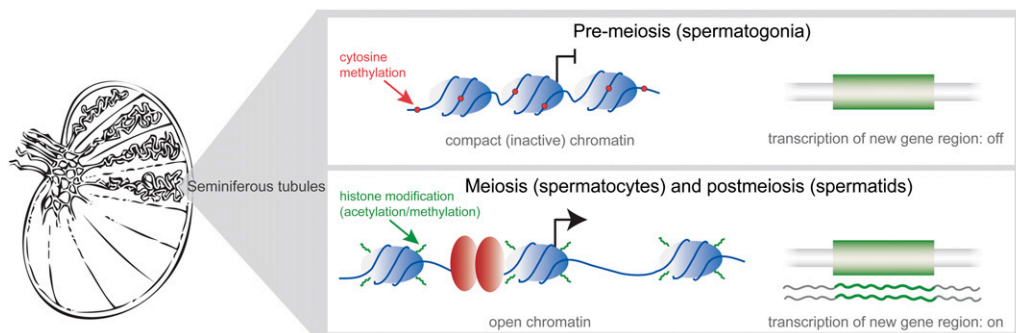 Pre-meiosis (spermatogonia)
cytosine
methylation
compact (inactive) chromatin
transcription of new gene region: off
Seminiferous tubules
Meiosis (spermatocytes) and postmeiosis (spermatids)
histone modification
(acetylation/methylation)
open chromatin
transcription of new gene region: on